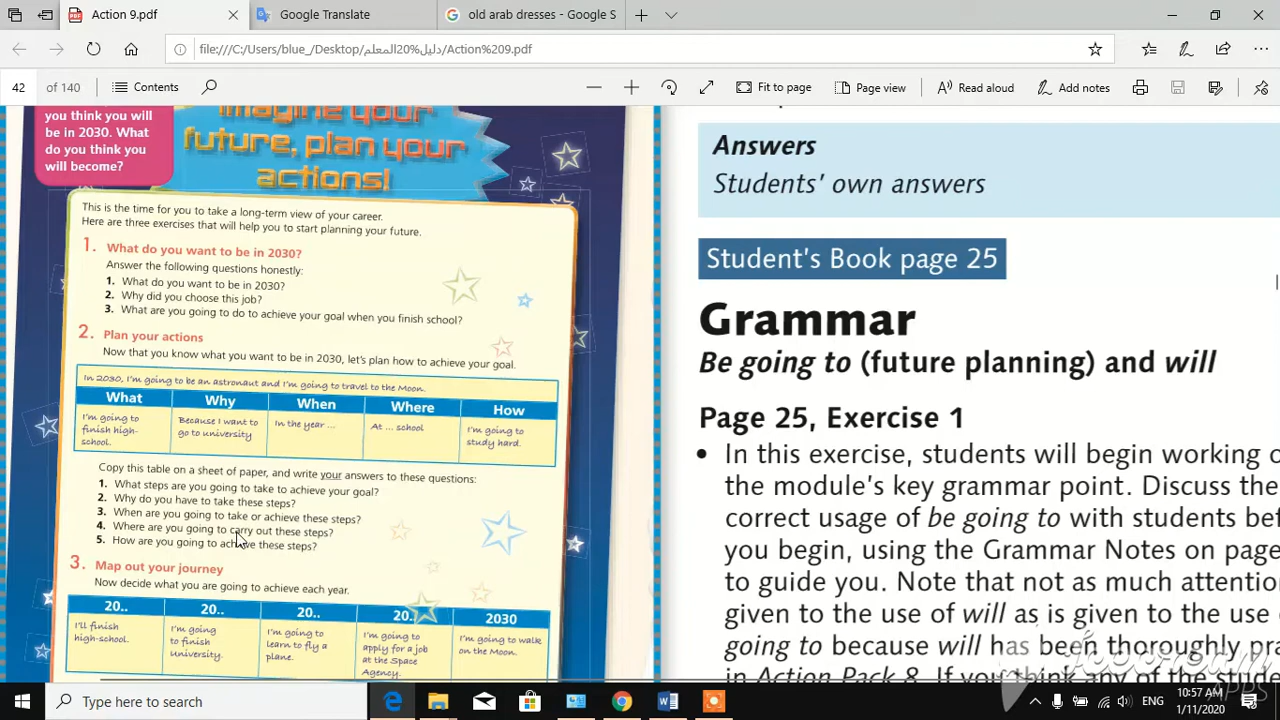 Action 9.pdf
Google Translate
old arab dresses - Google S
file:///C:/Users/blue_/Desktop/دليل%20المعلم/Action%209.pdf
42 of 140
Contents
Fit to page
Page view
Read aloud
Add notes
you think you will
be in 2030. What
do you think you
will become?
Imagine your
future, plan your
actions!
This is the time for you to take a long-term view of your career.
Here are three exercises that will help you to start planning your future.
1. What do you want to be in 2030?
Answer the following questions honestly:
1. What do you want to be in 2030?
2. Why did you choose this job?
3. What are you going to do to achieve your goal when you finish school?
2. Plan your actions
Now that you know what you want to be in 2030, let's plan how to achieve your goal.
In 2030, I'm going to be an astronaut and I'm going to travel to the Moon.
What Why When Where How
I'm going to finish high-school.
Because I want to go to university
In the year ...
At ... school
I'm going to study hard.
Copy this table on a sheet of paper, and write your answers to these questions:
1. What steps are you going to take to achieve your goal?
2. Why do you have to take these steps?
3. When are you going to take or achieve these steps?
4. Where are you going to carry out these steps?
5. How are you going to achieve these steps?
3. Map out your journey
Now decide what you are going to achieve each year.
20.. 20.. 20.. 20.. 2030
I'll finish high-school.
I'm going to finish university.
I'm going to learn to fly a plane.
I'm going to apply for a job at the Space Agency.
I'm going to walk on the Moon.
Answers
Students' own answers
Student's Book page 25
Grammar
Be going to (future planning) and will
Page 25, Exercise 1
• In this exercise, students will begin working o
the module's key grammar point. Discuss the
correct usage of be going to with students bef
you begin, using the Grammar Notes on page
to guide you. Note that not as much attentio
given to the use of will as is given to the use
going to because will has been thoroughly pra
in Action Pack 8. If you think any of the stude
APPS
Type here to search
ENG
10:57 AM
1/11/2020